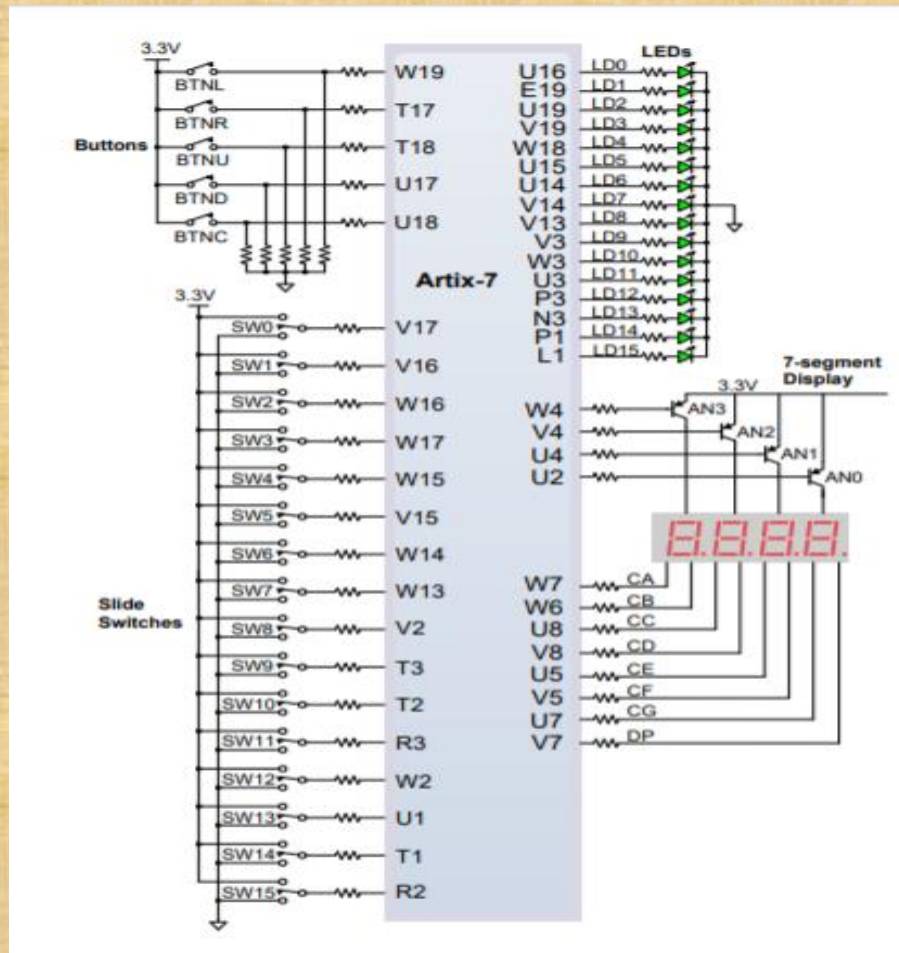 3.3V
BTNL
BTNR
BTNU
BTND
BTNC
Buttons
W19
T17
T18
U17
U18
Artix-7
3.3V
SW0
SW1
SW2
SW3
SW4
SW5
SW6
SW7
SW8
SW9
SW10
SW11
SW12
SW13
SW14
SW15
Slide
Switches
V17
V16
W16
W17
W15
V15
W14
W13
V2
T3
T2
R3
W2
U1
T1
R2
LEDs
U16 LD0
E19 LD1
U19 LD2
V19 LD3
W18 LD4
U15 LD5
U14 LD6
V14 LD7
V13 LD8
V3 LD9
W3 LD10
U3 LD11
P3 LD12
N3 LD13
P1 LD14
L1 LD15
7-segment
Display
3.3V
W4 AN3
V4 AN2
U4 AN1
U2 AN0
8.8.8.8.
W7 CA
W6 CB
U8 CC
V8 CD
U5 CE
V5 CF
U7 CG
V7 DP